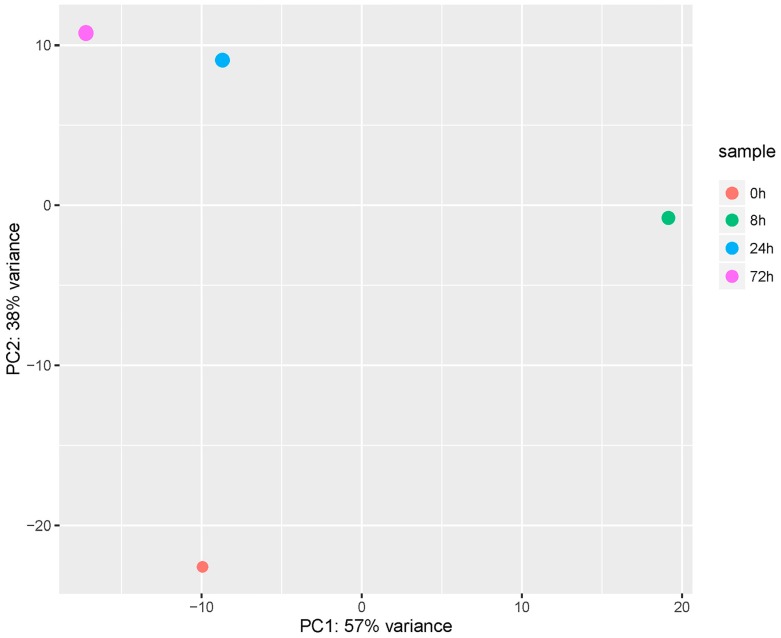 10
0
−10
−20
PC2: 38% variance
−10
0
10
20
PC1: 57% variance
sample
0h
8h
24h
72h